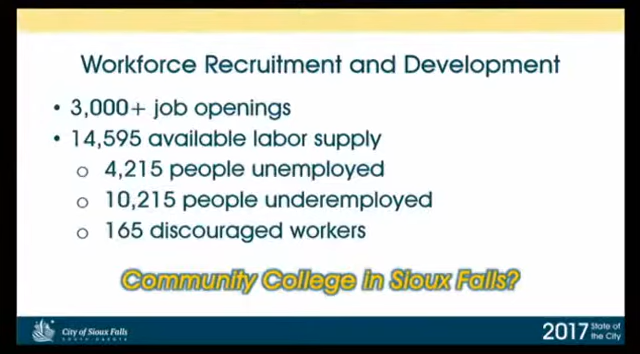 Workforce Recruitment and Development
• 3,000+ job openings
• 14,595 available labor supply
o 4,215 people unemployed
o 10,215 people underemployed
o 165 discouraged workers
Community College in Sioux Falls?
City of Sioux Falls
SOUTH DAKOTA
2017 State of
the City